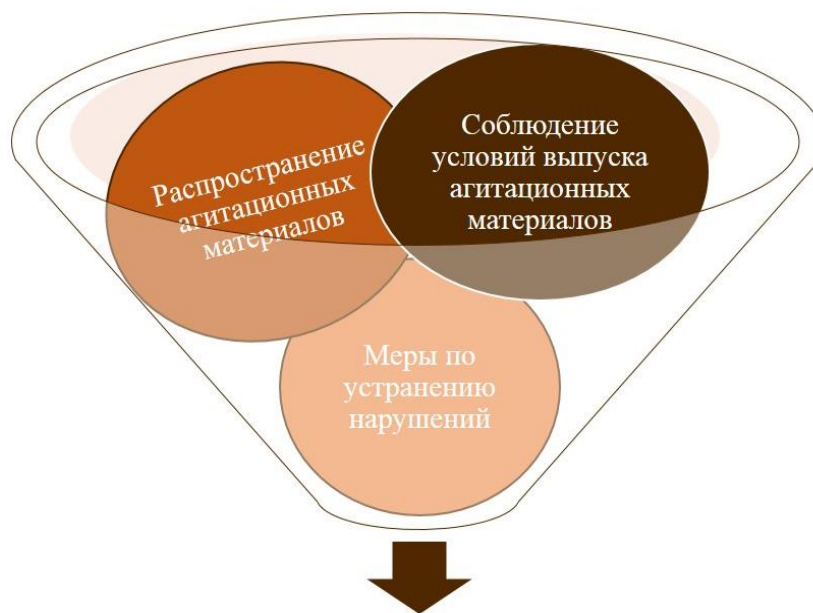 Распространение
агитационных
материалов
Соблюдение
условий выпуска
агитационных
материалов
Меры по
устранению
нарушений